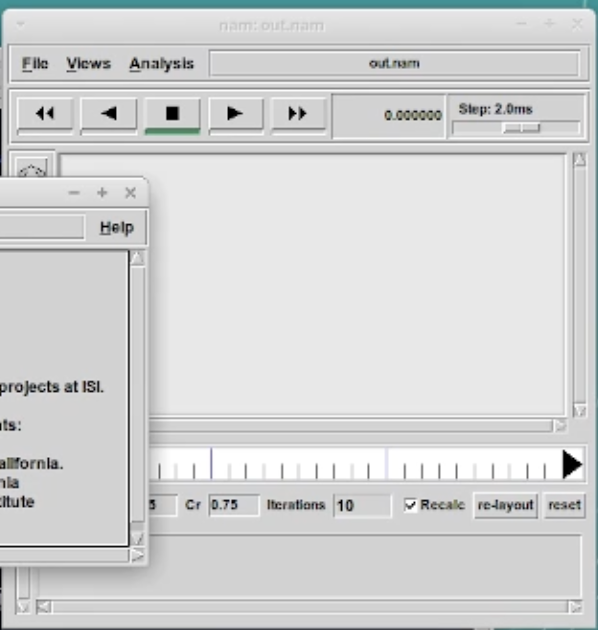 nam: out.nam
File Views Analysis out.nam
0.000000 Step: 2.0ms
Help
projects at ISI.
nts:
alifornia.
nia
titute
5 Cr 0.75 Iterations 10 Recalc re-layout reset